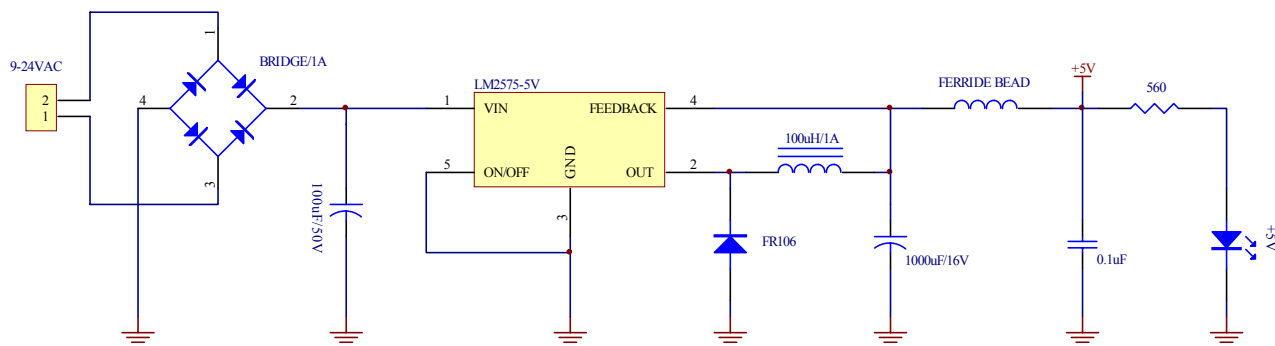 9-24VAC
2
1
1
BRIDGE/1A
4
2
3
100uF/50V
LM2575-5V
1
VIN
FEEDBACK
4
5
ON/OFF
GND
OUT
2
3
100uH/1A
FR106
1000uF/16V
FERRIDE BEAD
+5V
560
0.1uF
+5V